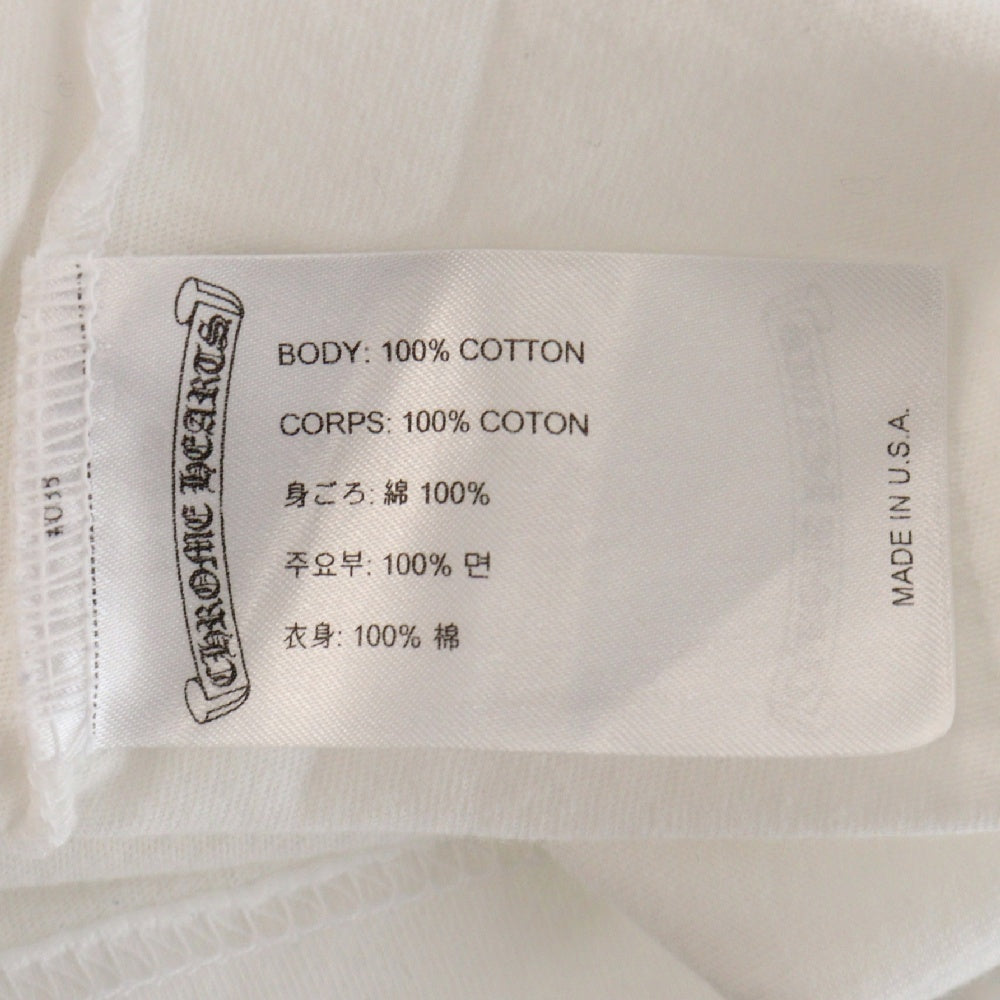 CHROME HEARTS
BODY: 100% COTTON
CORPS: 100% COTON
身ごろ: 綿 100%
주요부: 100% 면
衣身: 100% 棉
MADE IN U.S.A.